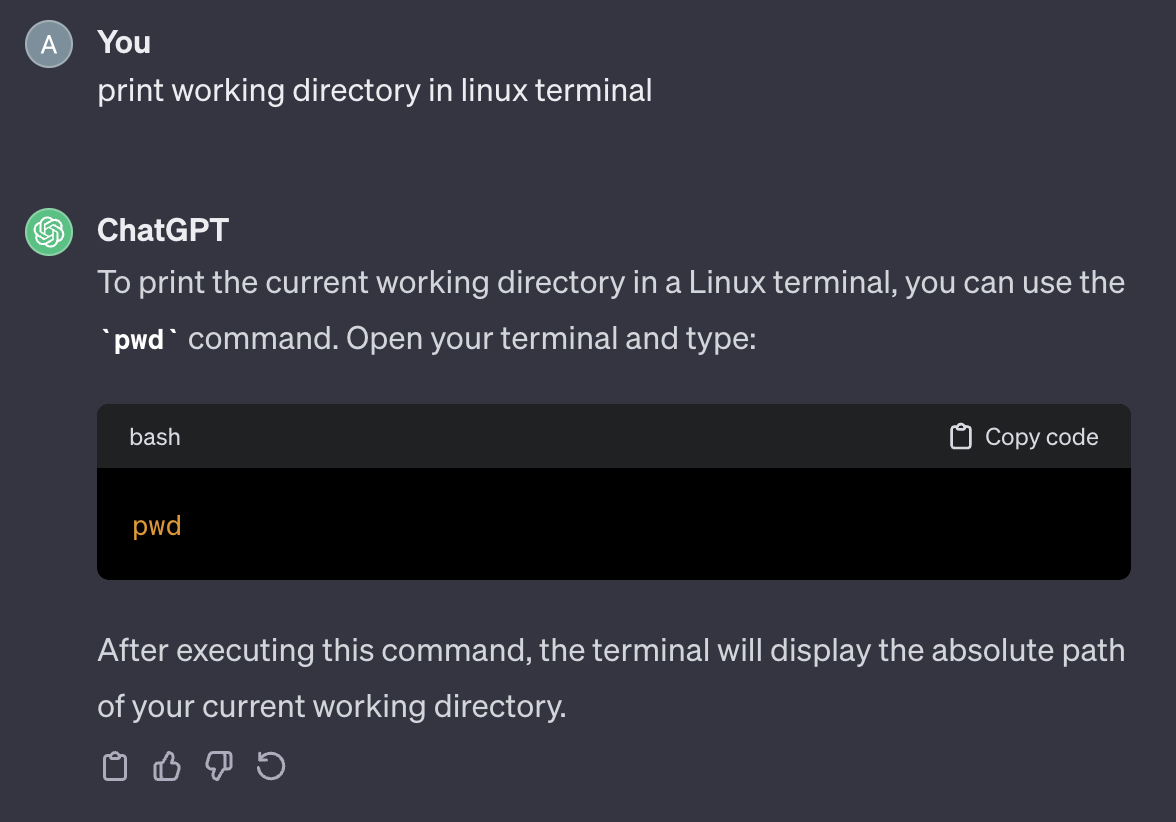 A
You
print working directory in linux terminal
ChatGPT
To print the current working directory in a Linux terminal, you can use the
`pwd` command. Open your terminal and type:
bash
Copy code
pwd
After executing this command, the terminal will display the absolute path
of your current working directory.